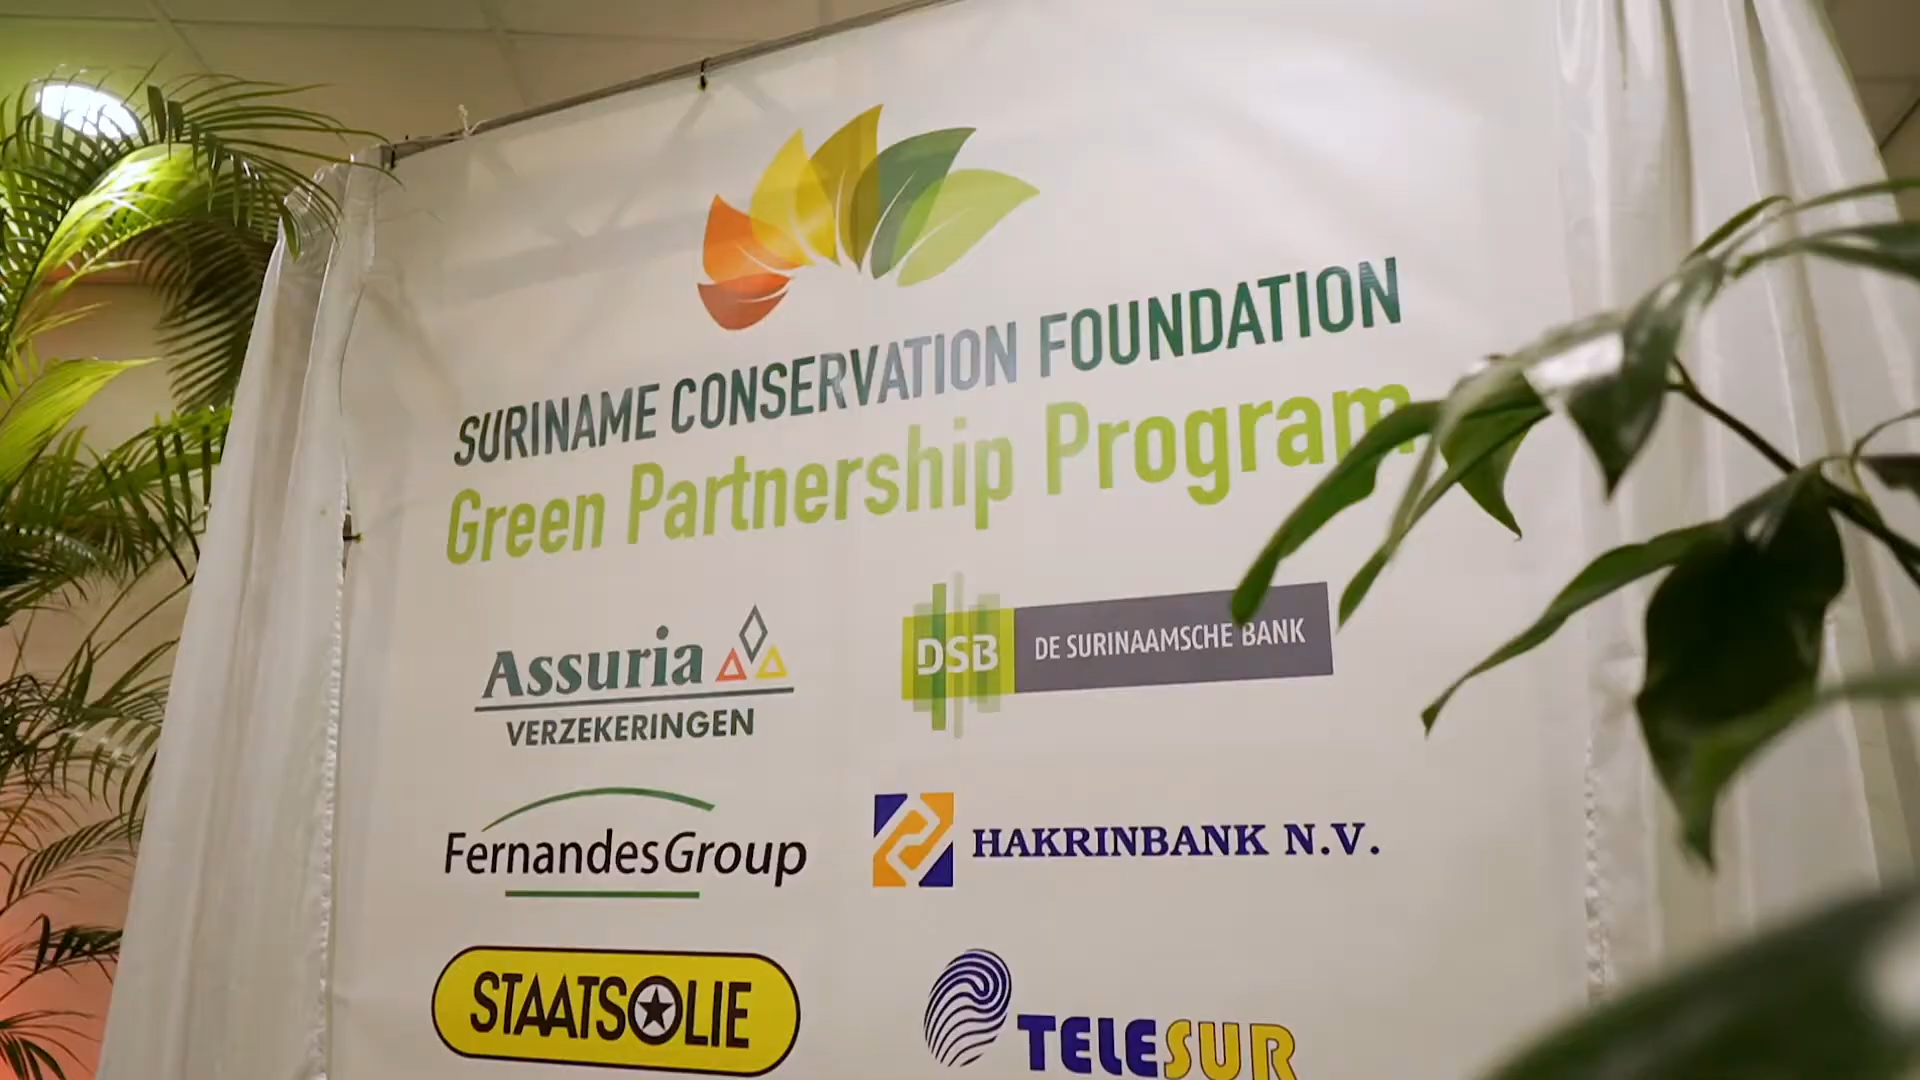 SURINAME CONSERVATION FOUNDATION
Green Partnership Program
Assuria
VERZEKERINGEN
DSB DE SURINAAMSCHE BANK
FernandesGroup
HAKRINBANK N.V.
STAATSOLIE
TELESUR